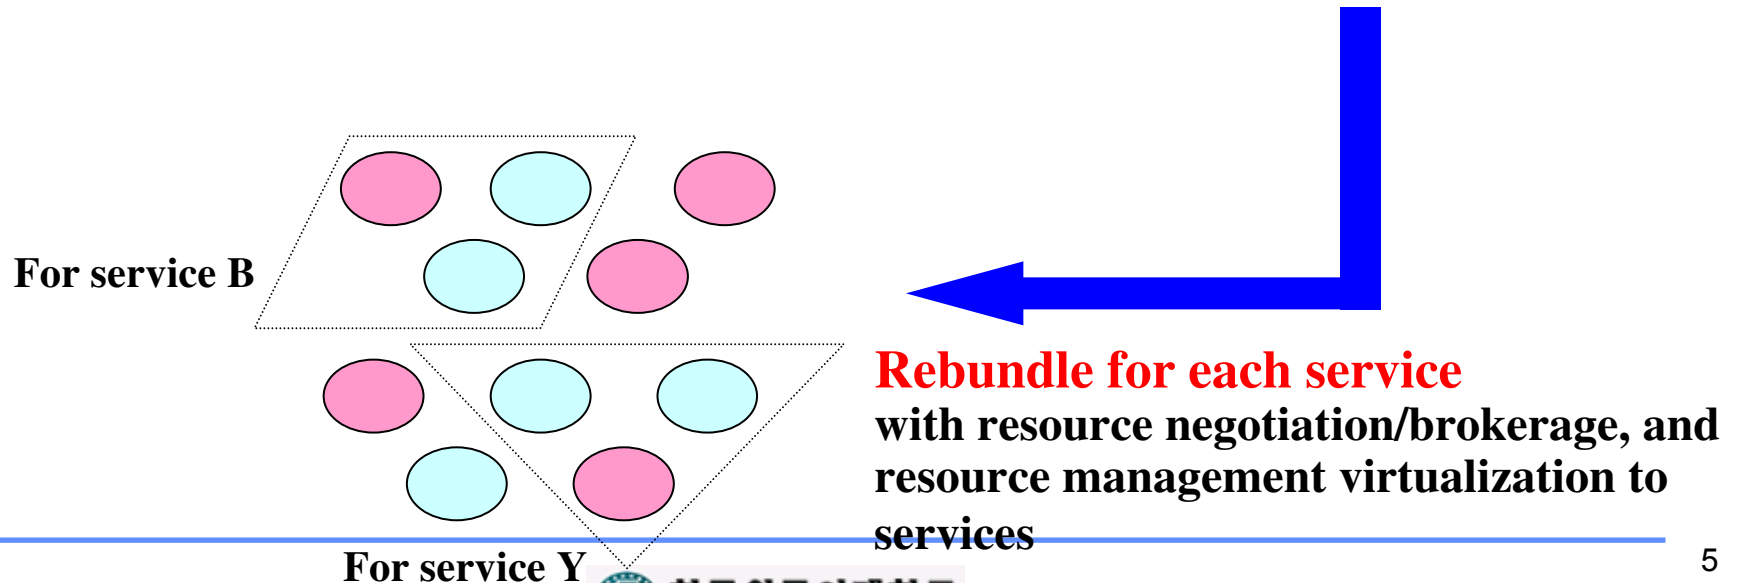 For service B
Rebundle for each service
with resource negotiation/brokerage, and
resource management virtualization to
services
For service Y
5